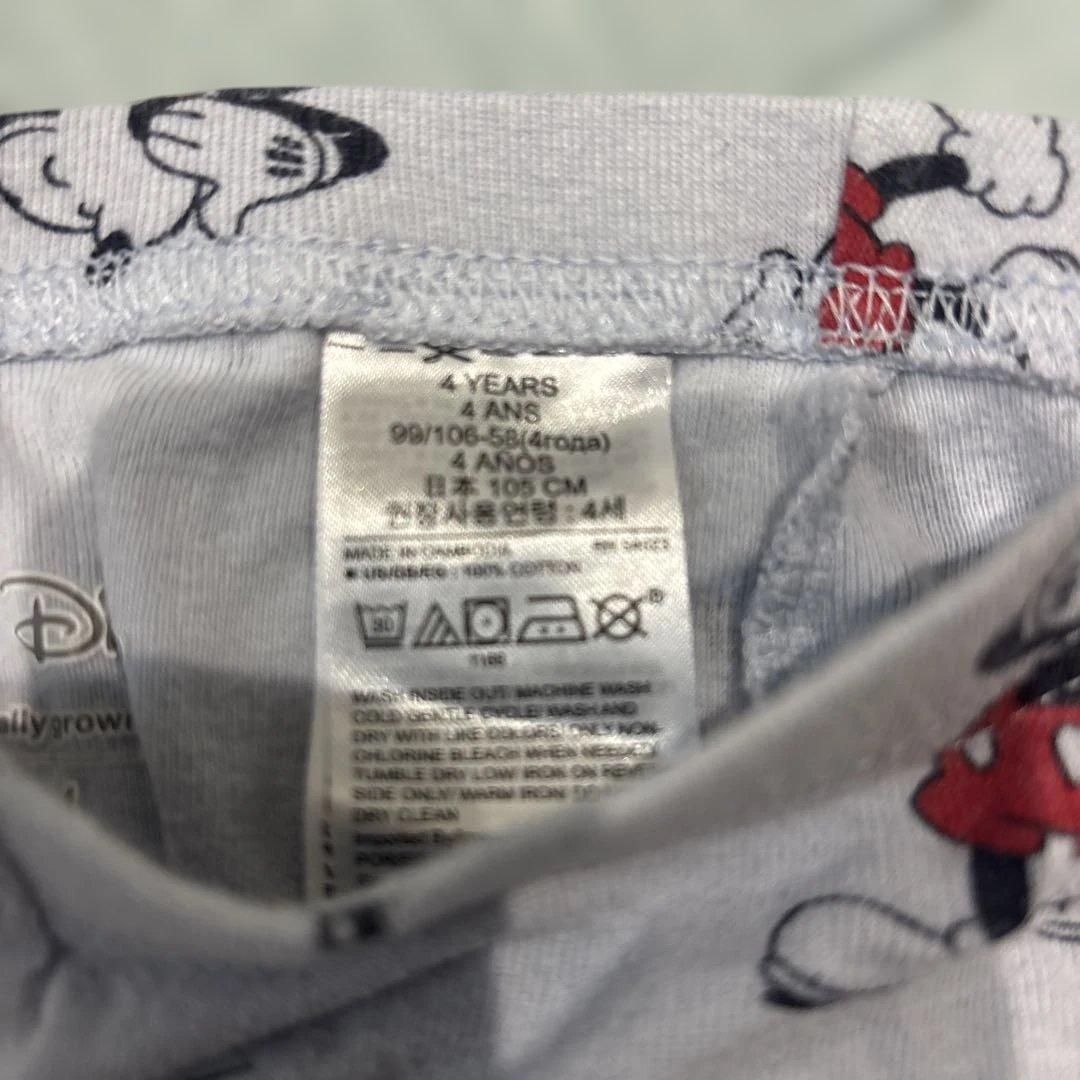 4 YEARS
4 ANS
99/106-58(4года)
4 AÑOS
日本 105 CM
권장사용연령 : 4세
MADE IN CAMBODIA
100% COTTON
30
1166
WASH INSIDE OUT/ MACHINE WASH
COLD GENTLE CYCLE/ WASH AND
DRY WITH LIKE COLORS/ ONLY NON-
CHLORINE BLEACH WHEN NEEDED/
TUMBLE DRY LOW IRON ON
SIDE ONLY/ WARM IRON
DRY CLEAN
Imported